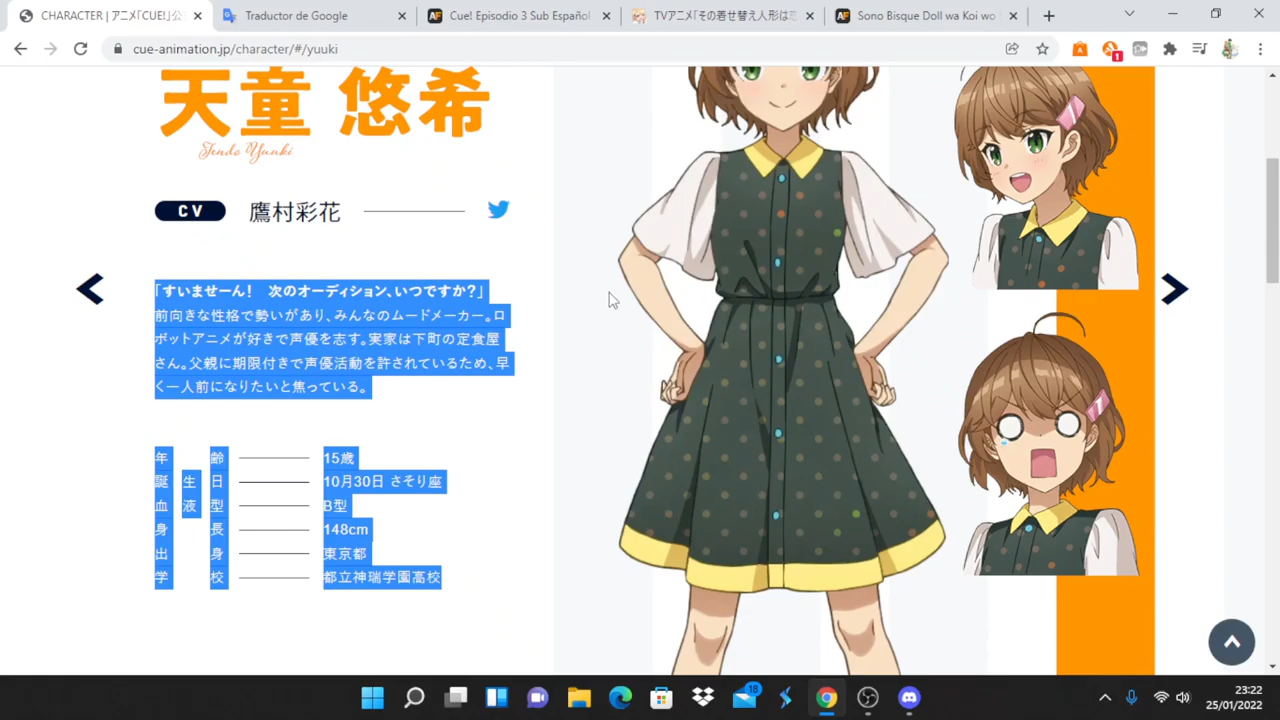 CHARACTER | アニメ「CUE!」公
Traductor de Google
Cue! Episodio 3 Sub Español
TVアニメ「その着せ替え人形は恋
Sono Bisque Doll wa Koi wo
cue-animation.jp/character/#/yuuki
1
天童 悠希
Tendo Yuuki
CV 鷹村彩花
「すいませーん！ 次のオーディション、いつですか？」
前向きな性格で勢いがあり、みんなのムードメーカー。ロ
ボットアニメが好きで声優を志す。実家は下町の定食屋
さん。父親に期限付きで声優活動を許されているため、早
く一人前になりたいと焦っている。
年齢 15歳
誕生日 10月30日 さそり座
血液型 B型
身長 148cm
出身 東京都
学校 都立神瑞学園高校
18
23:22
25/01/2022